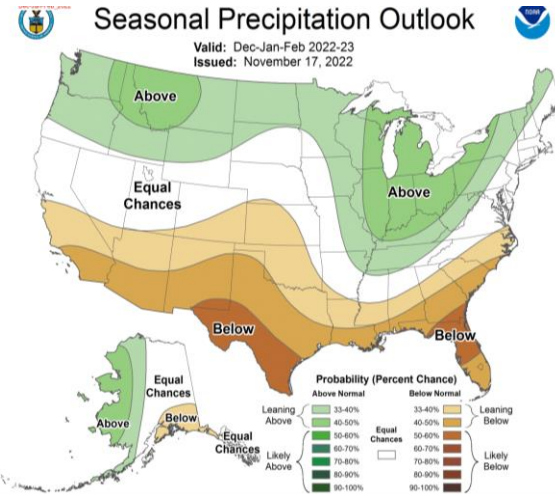 Seasonal Precipitation Outlook
Valid: Dec-Jan-Feb 2022-23
Issued: November 17, 2022
NOAA
Above
Equal
Chances
Above
Below
Below
Equal
Chances
Above
Below
Equal
Chances
Probability (Percent Chance)
Above Normal
Below Normal
Leaning
Above
33-40%
40-50%
Likely
Above
50-60%
60-70%
70-80%
80-90%
90-100%
Equal
Chances
33-40%
40-50%
Leaning
Below
50-60%
60-70%
70-80%
80-90%
90-100%
Likely
Below